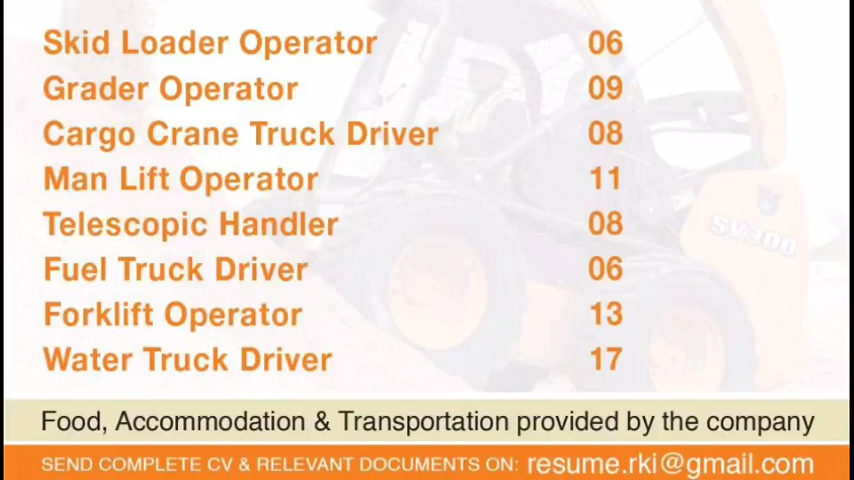 Skid Loader Operator 06
Grader Operator 09
Cargo Crane Truck Driver 08
Man Lift Operator 11
Telescopic Handler 08
Fuel Truck Driver 06
Forklift Operator 13
Water Truck Driver 17
SV300
Food, Accommodation & Transportation provided by the company
SEND COMPLETE CV & RELEVANT DOCUMENTS ON: resume.rki@gmail.com